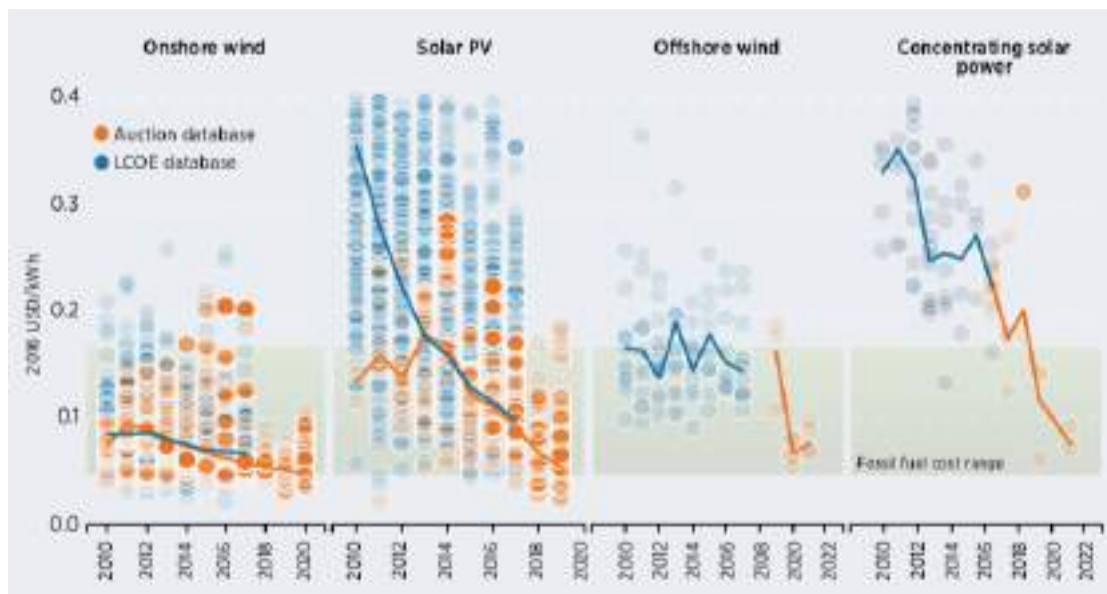 Onshore wind
Solar PV
Offshore wind
Concentrating solar
power
0.4
Auction database
LCOE database
0.3
2016 USD/kWh
0.2
0.1
Fossil fuel cost range
0.0
2010 2012 2014 2016 2018 2020
2010 2012 2014 2016 2018 2020
2010 2012 2014 2016 2020 2022
2010 2012 2014 2016 2018 2020 2022